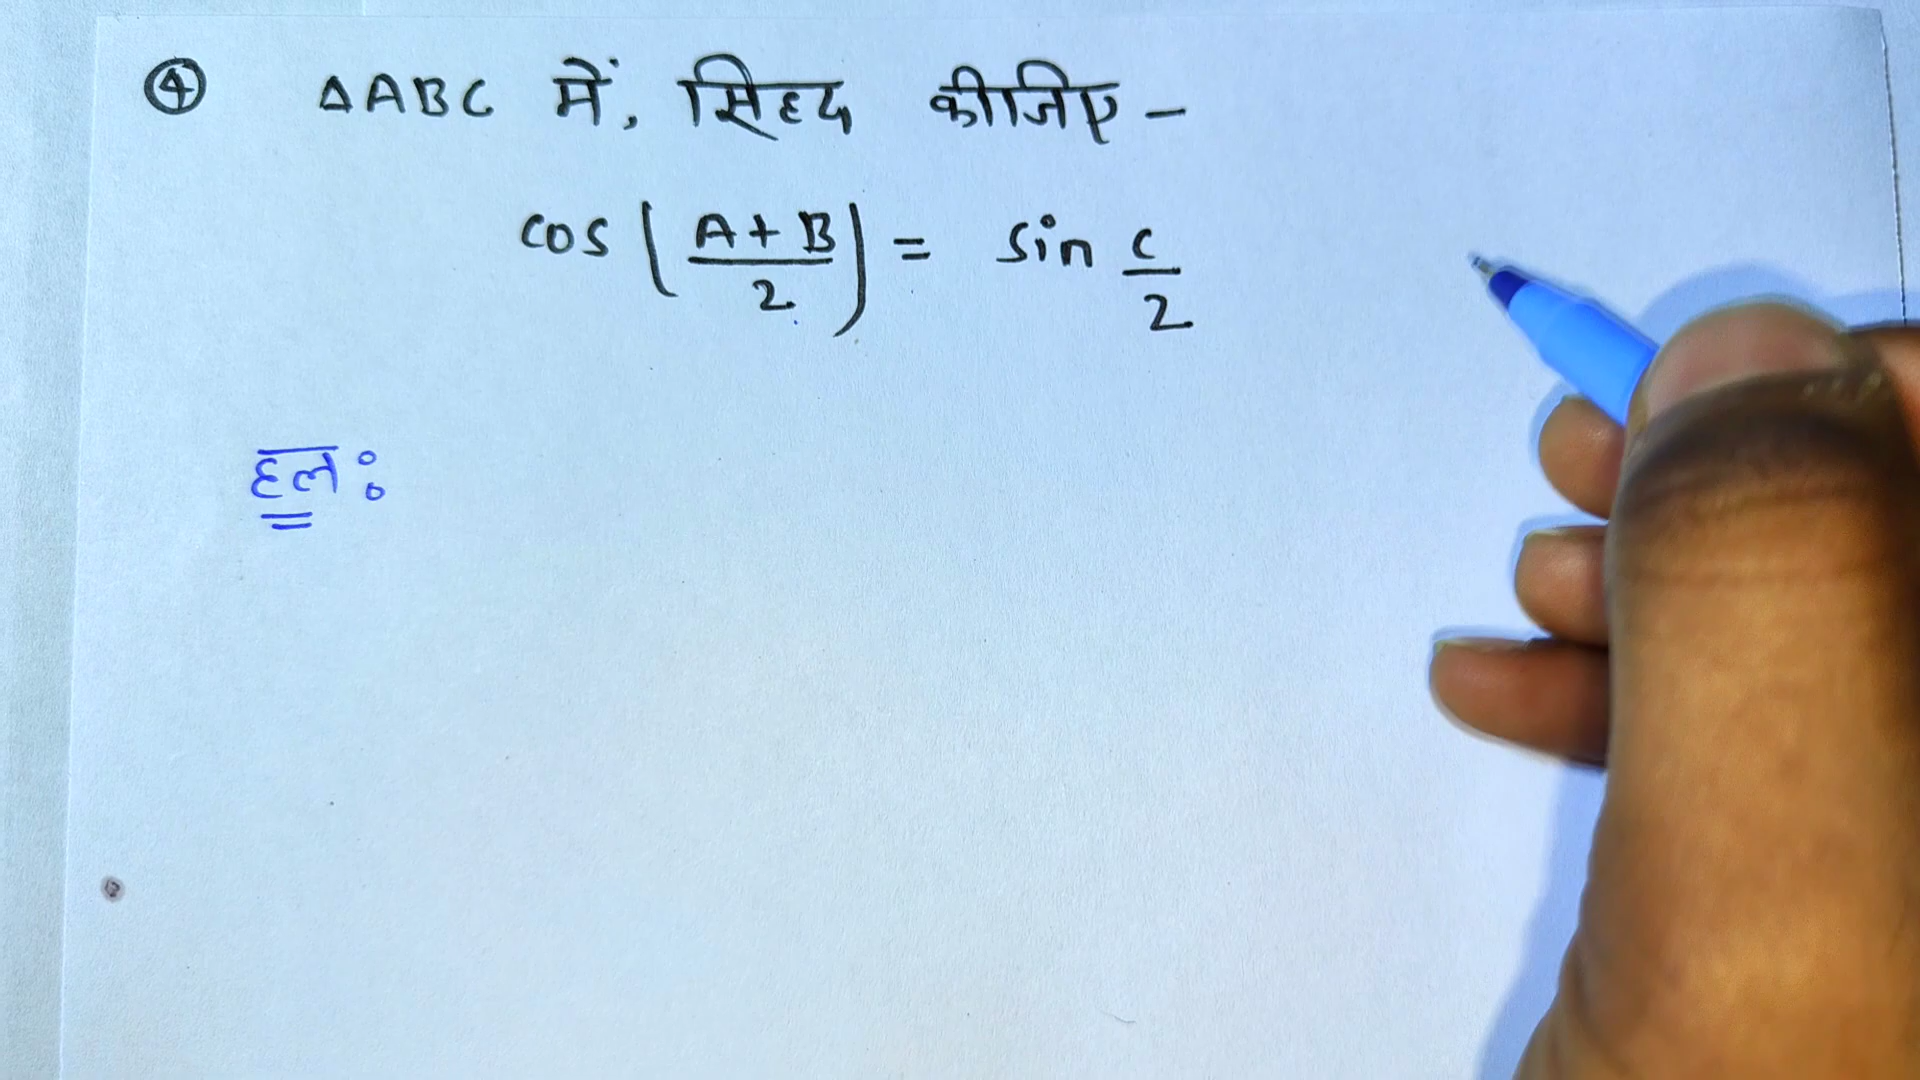 ④ ΔABC में, सिद्ध कीजिए -
cos (A+B/2) = sin C/2
हल: